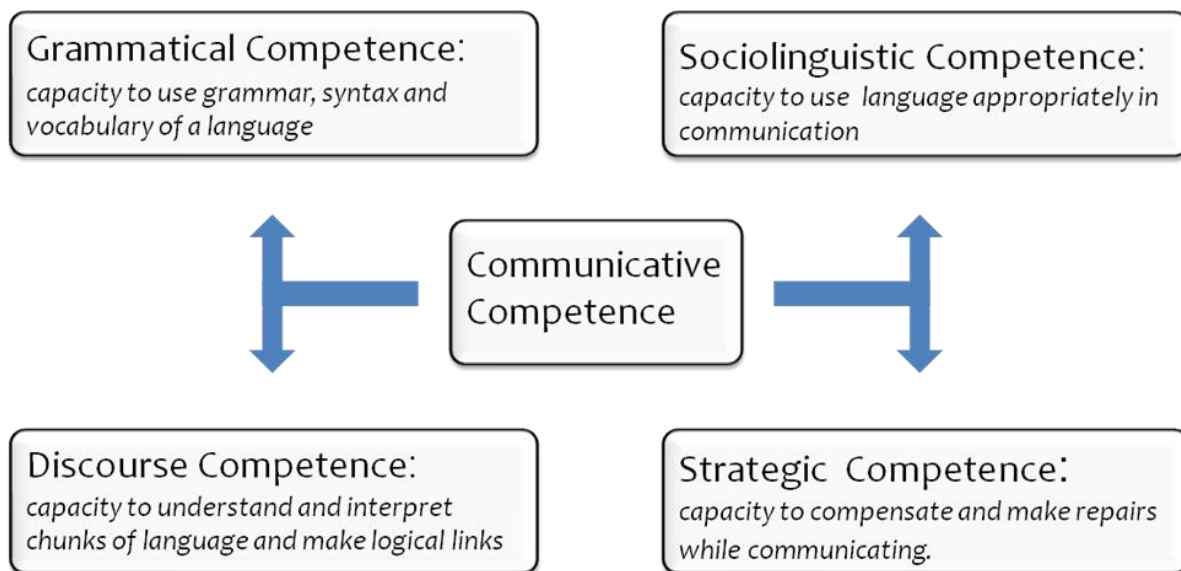 Grammatical Competence:
capacity to use grammar, syntax and
vocabulary of a language
Sociolinguistic Competence:
capacity to use language appropriately in
communication
Communicative
Competence
Discourse Competence:
capacity to understand and interpret
chunks of language and make logical links
Strategic Competence:
capacity to compensate and make repairs
while communicating.